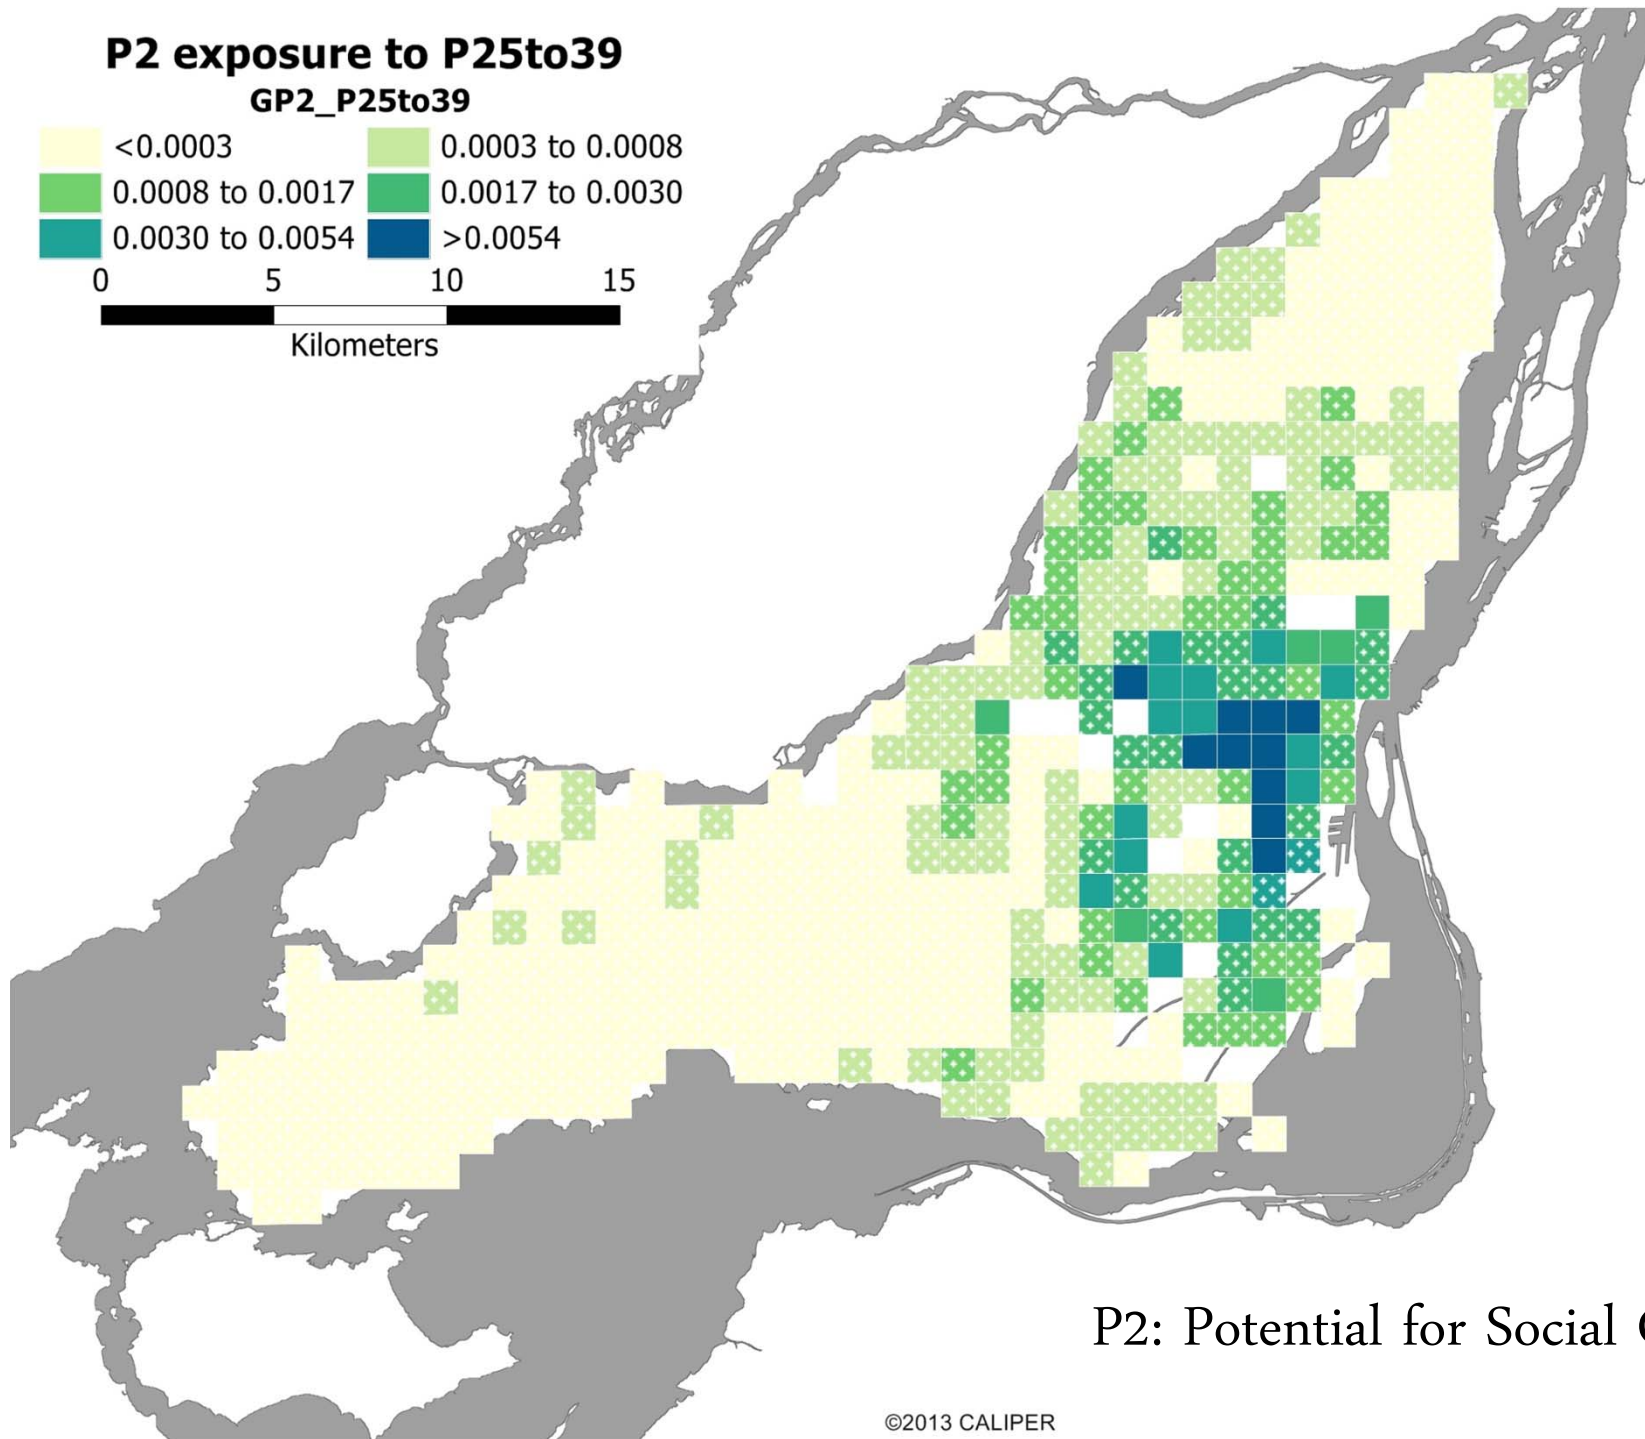 P2 exposure to P25to39
GP2_P25to39
<0.0003 0.0003 to 0.0008
0.0008 to 0.0017 0.0017 to 0.0030
0.0030 to 0.0054 >0.0054
0 5 10 15
Kilometers
P2: Potential for Social
©2013 CALIPER